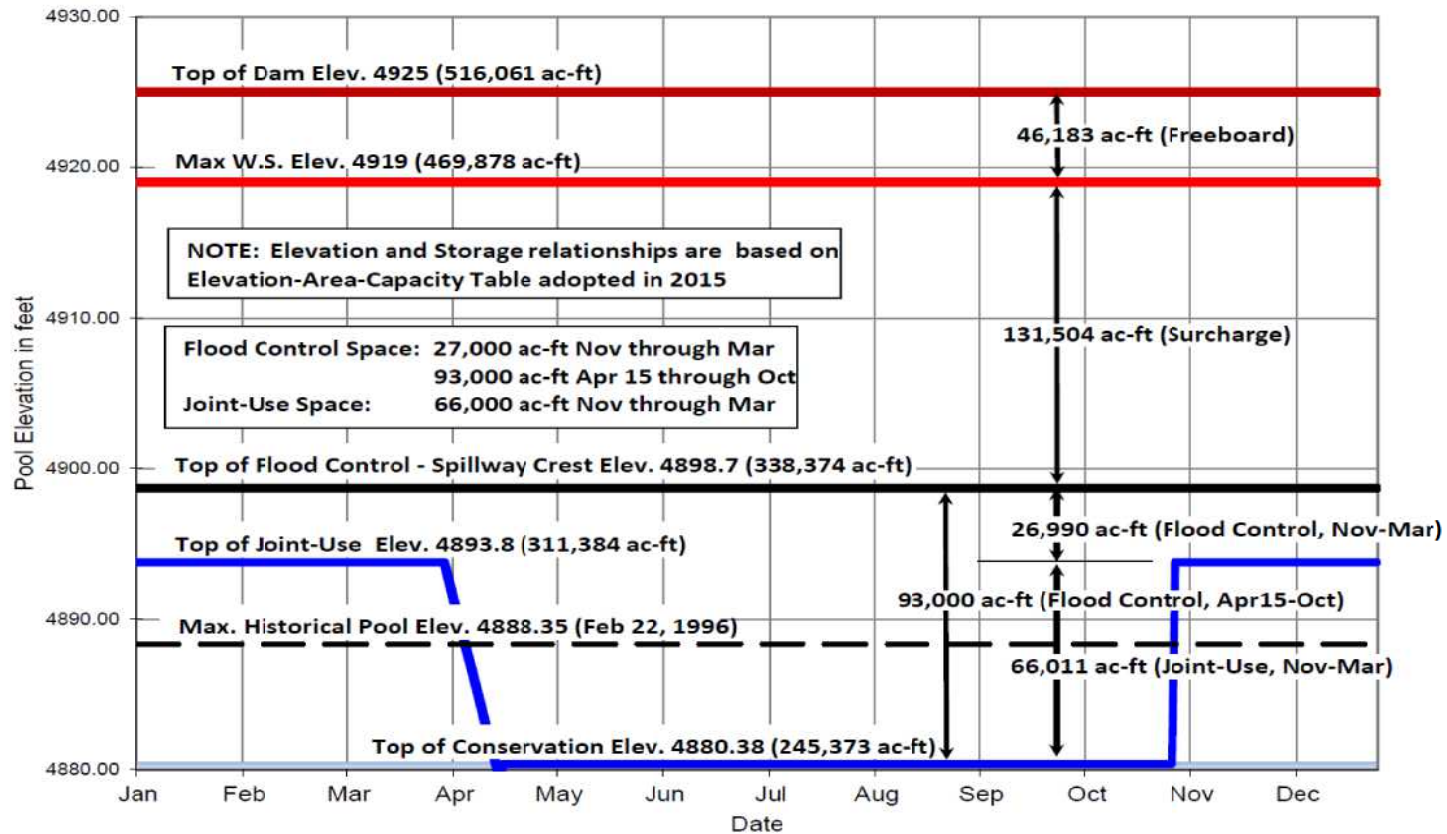 4930.00
Top of Dam Elev. 4925 (516,061 ac-ft)
46,183 ac-ft (Freeboard)
4920.00
Max W.S. Elev. 4919 (469,878 ac-ft)
NOTE: Elevation and Storage relationships are based on
Elevation-Area-Capacity Table adopted in 2015
4910.00
131,504 ac-ft (Surcharge)
Flood Control Space: 27,000 ac-ft Nov through Mar
93,000 ac-ft Apr 15 through Oct
Joint-Use Space: 66,000 ac-ft Nov through Mar
Pool Elevation in feet
4900.00
Top of Flood Control - Spillway Crest Elev. 4898.7 (338,374 ac-ft)
26,990 ac-ft (Flood Control, Nov-Mar)
Top of Joint-Use Elev. 4893.8 (311,384 ac-ft)
93,000 ac-ft (Flood Control, Apr15-Oct)
4890.00
Max. Historical Pool Elev. 4888.35 (Feb 22, 1996)
66,011 ac-ft (Joint-Use, Nov-Mar)
Top of Conservation Elev. 4880.38 (245,373 ac-ft)
4880.00
Jan Feb Mar Apr May Jun Jul Aug Sep Oct Nov Dec
Date